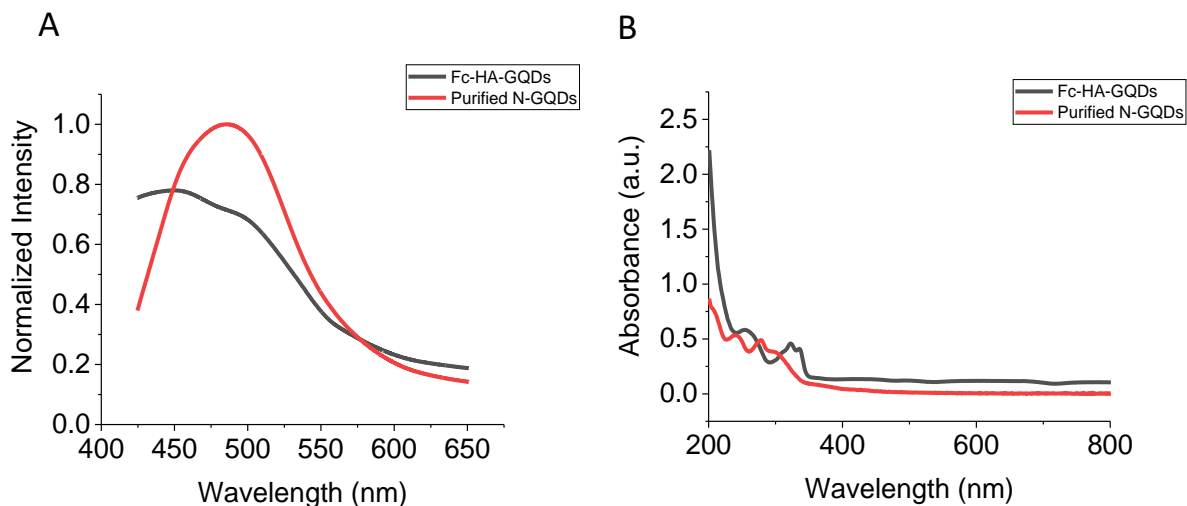 A
Fc-HA-GQDs
Purified N-GQDs
Normalized Intensity
1.0
0.8
0.6
0.4
0.2
0.0
400
450
500
550
600
650
Wavelength (nm)
B
Fc-HA-GQDs
Purified N-GQDs
Absorbance (a.u.)
2.5
2.0
1.5
1.0
0.5
0.0
200
400
600
800
Wavelength (nm)